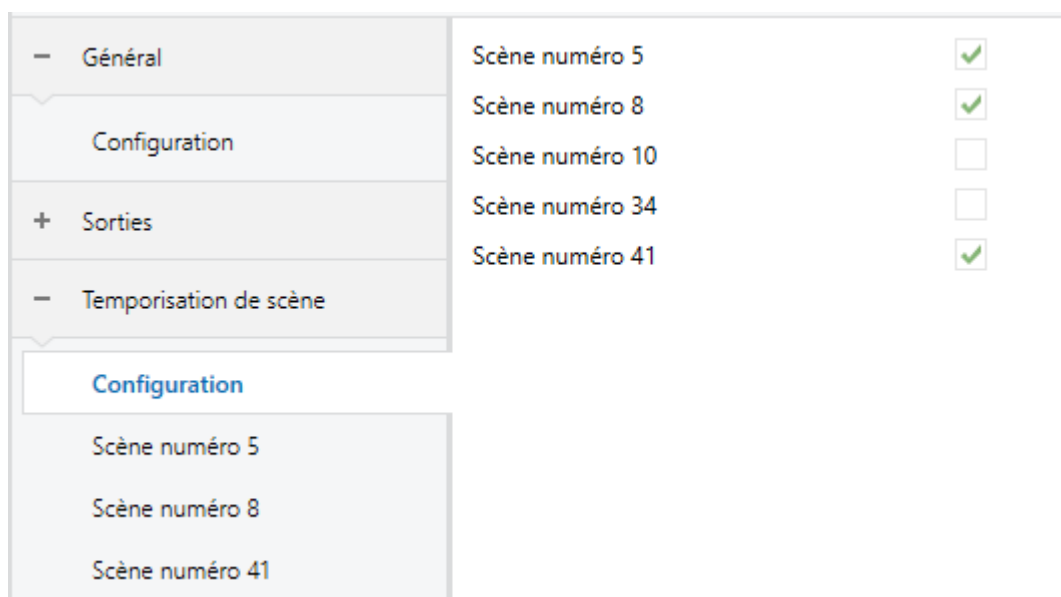 Général
Configuration
Sorties
Temporisation de scène
Configuration
Scène numéro 5
Scène numéro 8
Scène numéro 41
Scène numéro 5
Scène numéro 8
Scène numéro 10
Scène numéro 34
Scène numéro 41